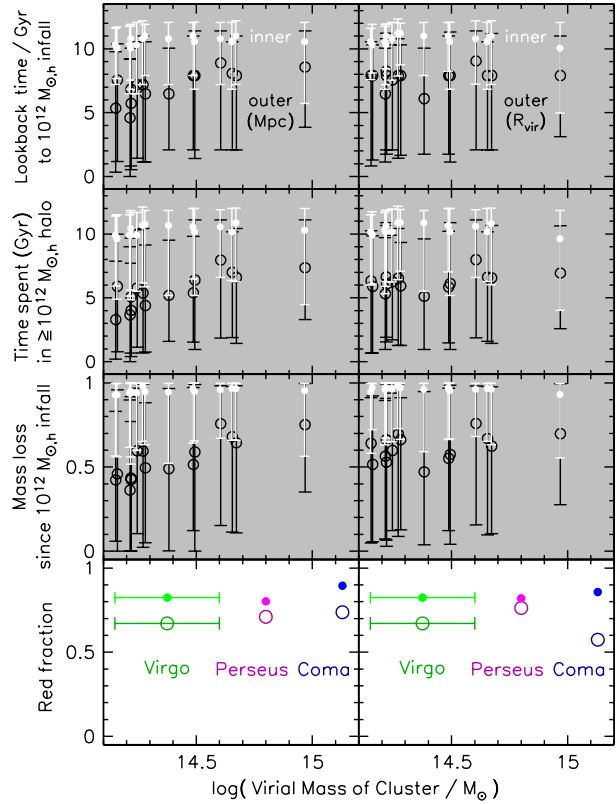 Lookback time / Gyr
to 10¹² M⊙,h infall
10
5
0
inner
outer
(Mpc)
inner
outer
(Rvir)
Time spent (Gyr)
in ≥10¹² M⊙,h halo
10
5
0
Mass loss
since 10¹² M⊙,h infall
1
0.5
0
Red fraction
1
0.5
0
Virgo
Perseus
Coma
Virgo
Perseus
Coma
14.5
15
14.5
15
log( Virial Mass of Cluster / M⊙ )